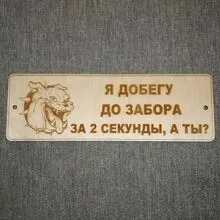 Я ДОБЕГУ
ДО ЗАБОРА
ЗА 2 СЕКУНДЫ, А ТЫ?